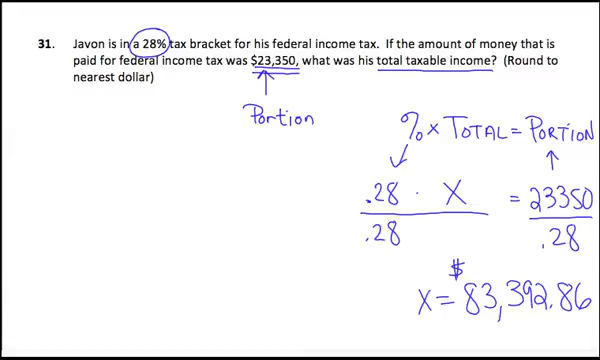 31. Javon is in a 28% tax bracket for his federal income tax. If the amount of money that is
paid for federal income tax was $23,350, what was his total taxable income? (Round to
nearest dollar)
Portion
% x TOTAL = PORTION
.28 · X = 23350
.28 .28
x = $83,392.86